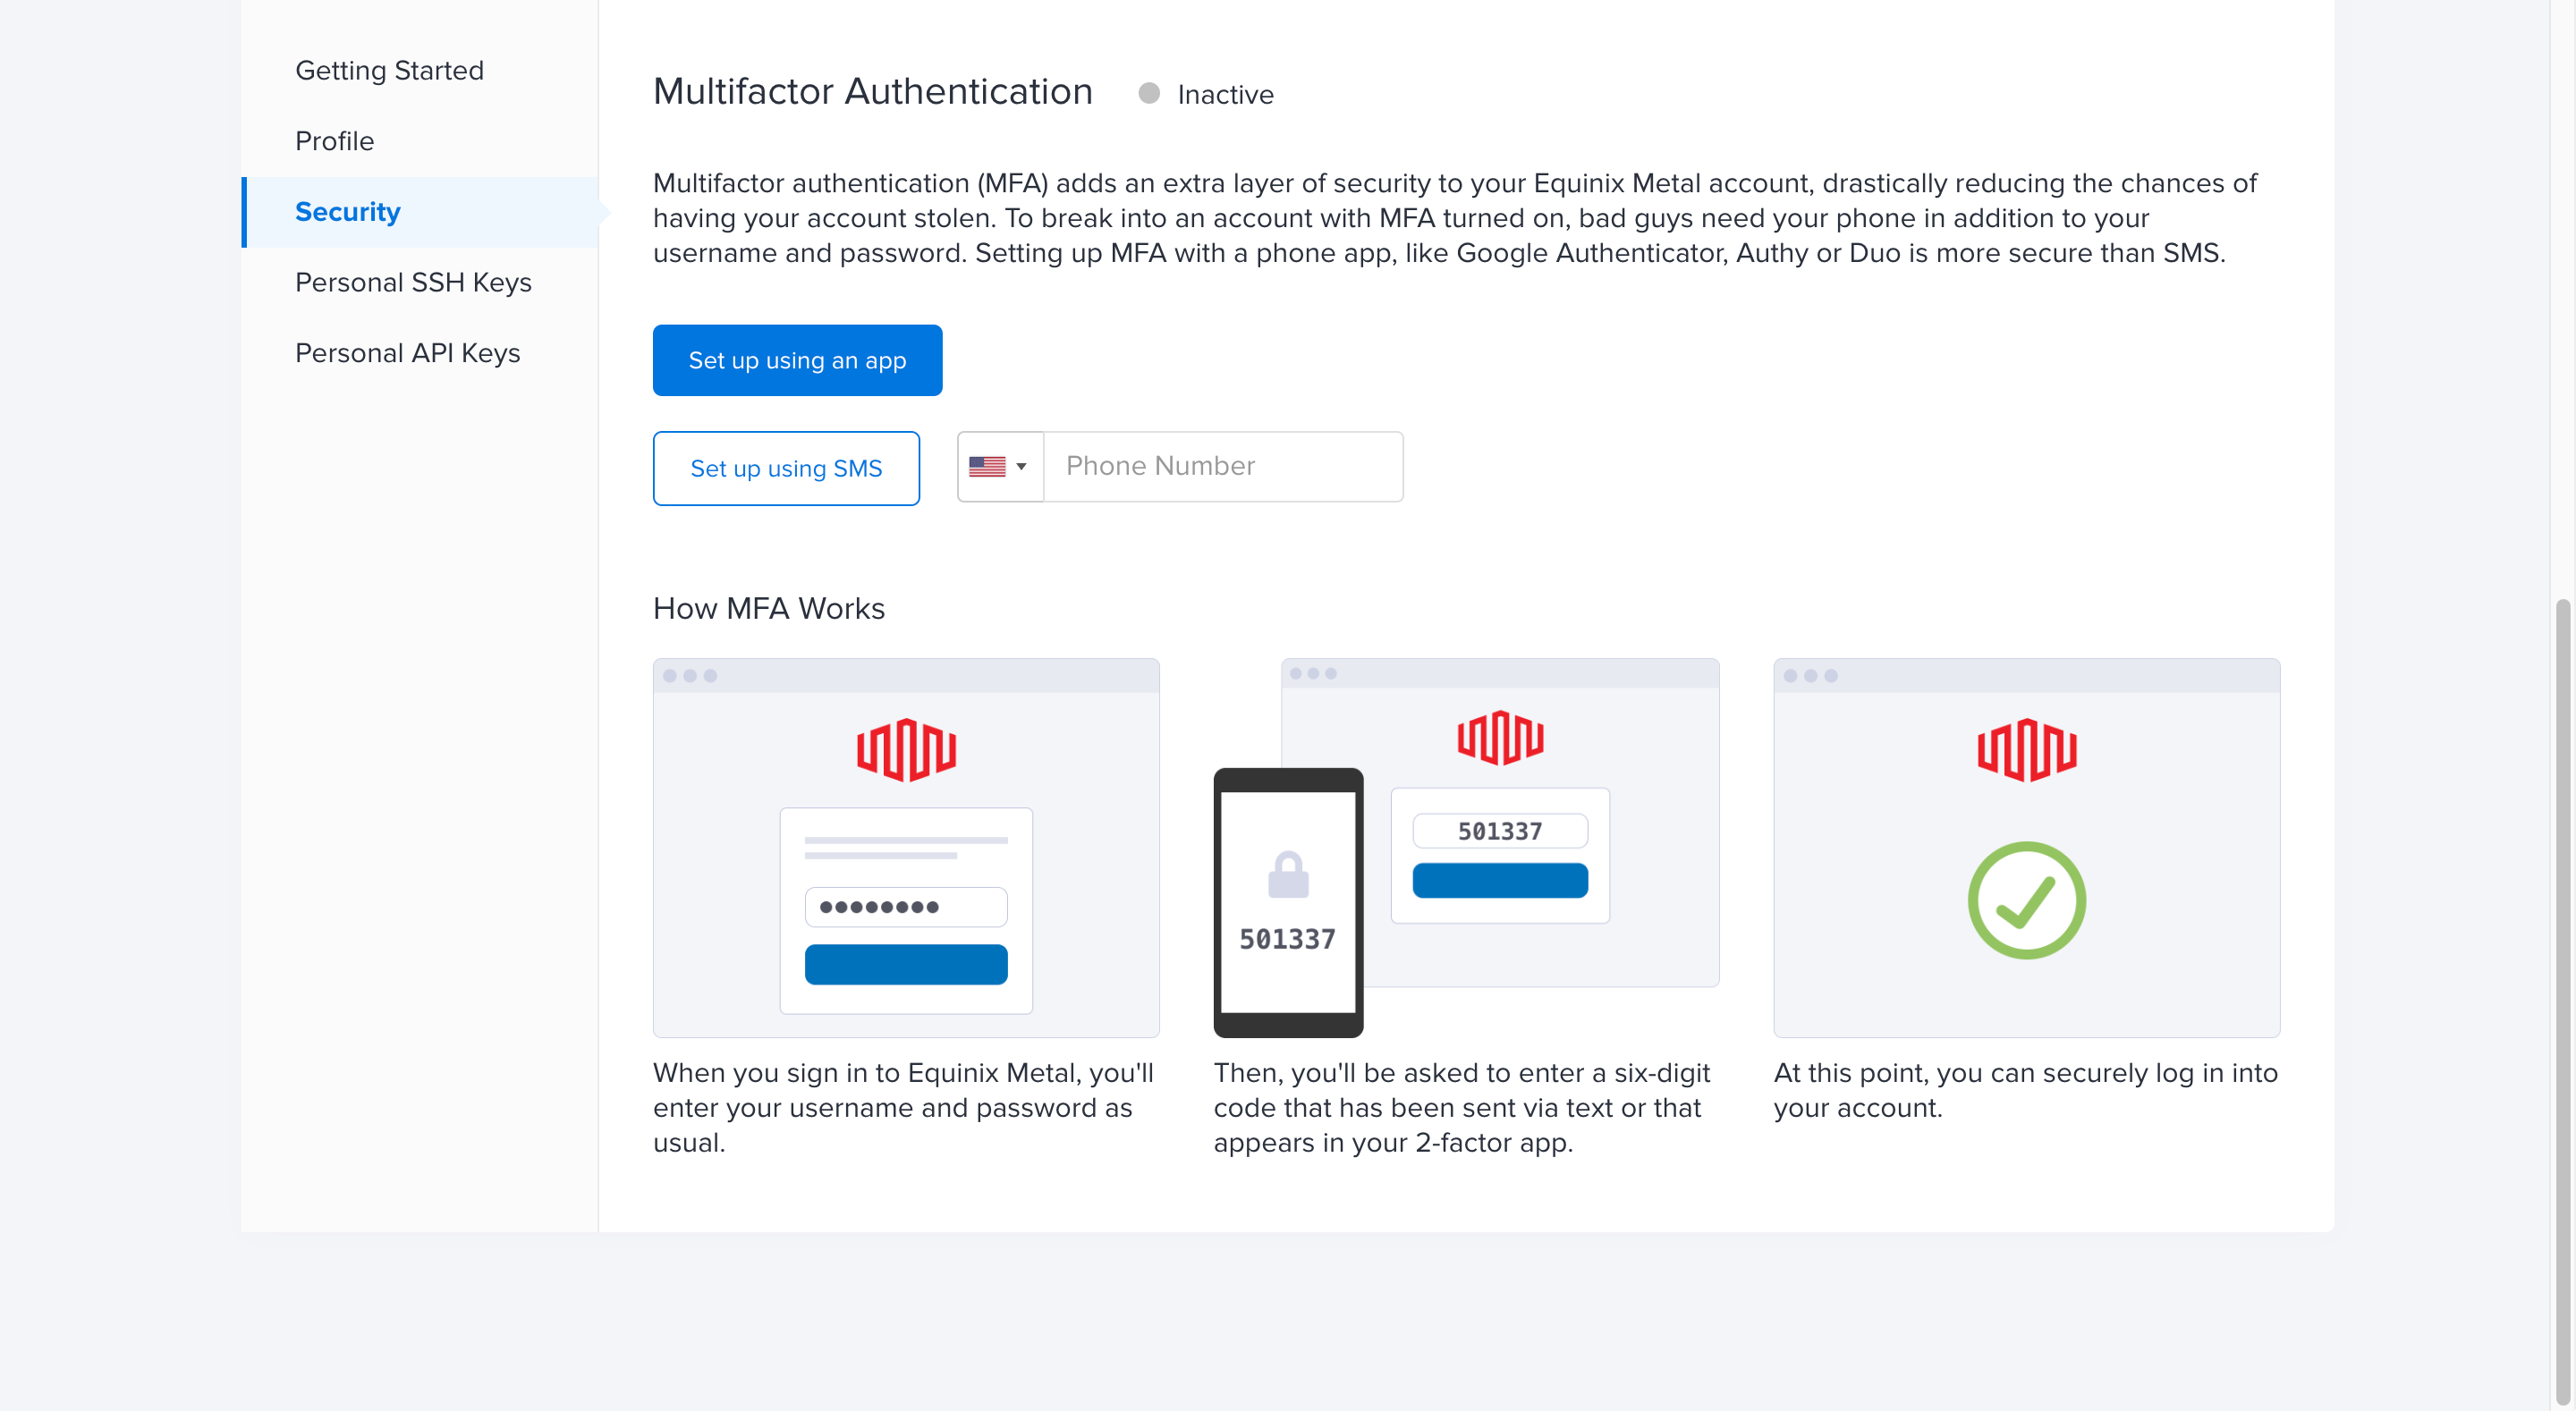 Getting Started
Profile
Security
Personal SSH Keys
Personal API Keys
Multifactor Authentication
Inactive
Multifactor authentication (MFA) adds an extra layer of security to your Equinix Metal account, drastically reducing the chances of
having your account stolen. To break into an account with MFA turned on, bad guys need your phone in addition to your
username and password. Setting up MFA with a phone app, like Google Authenticator, Authy or Duo is more secure than SMS.
Set up using an app
Set up using SMS
Phone Number
How MFA Works
When you sign in to Equinix Metal, you'll
enter your username and password as
usual.
501337
501337
Then, you'll be asked to enter a six-digit
code that has been sent via text or that
appears in your 2-factor app.
At this point, you can securely log in into
your account.